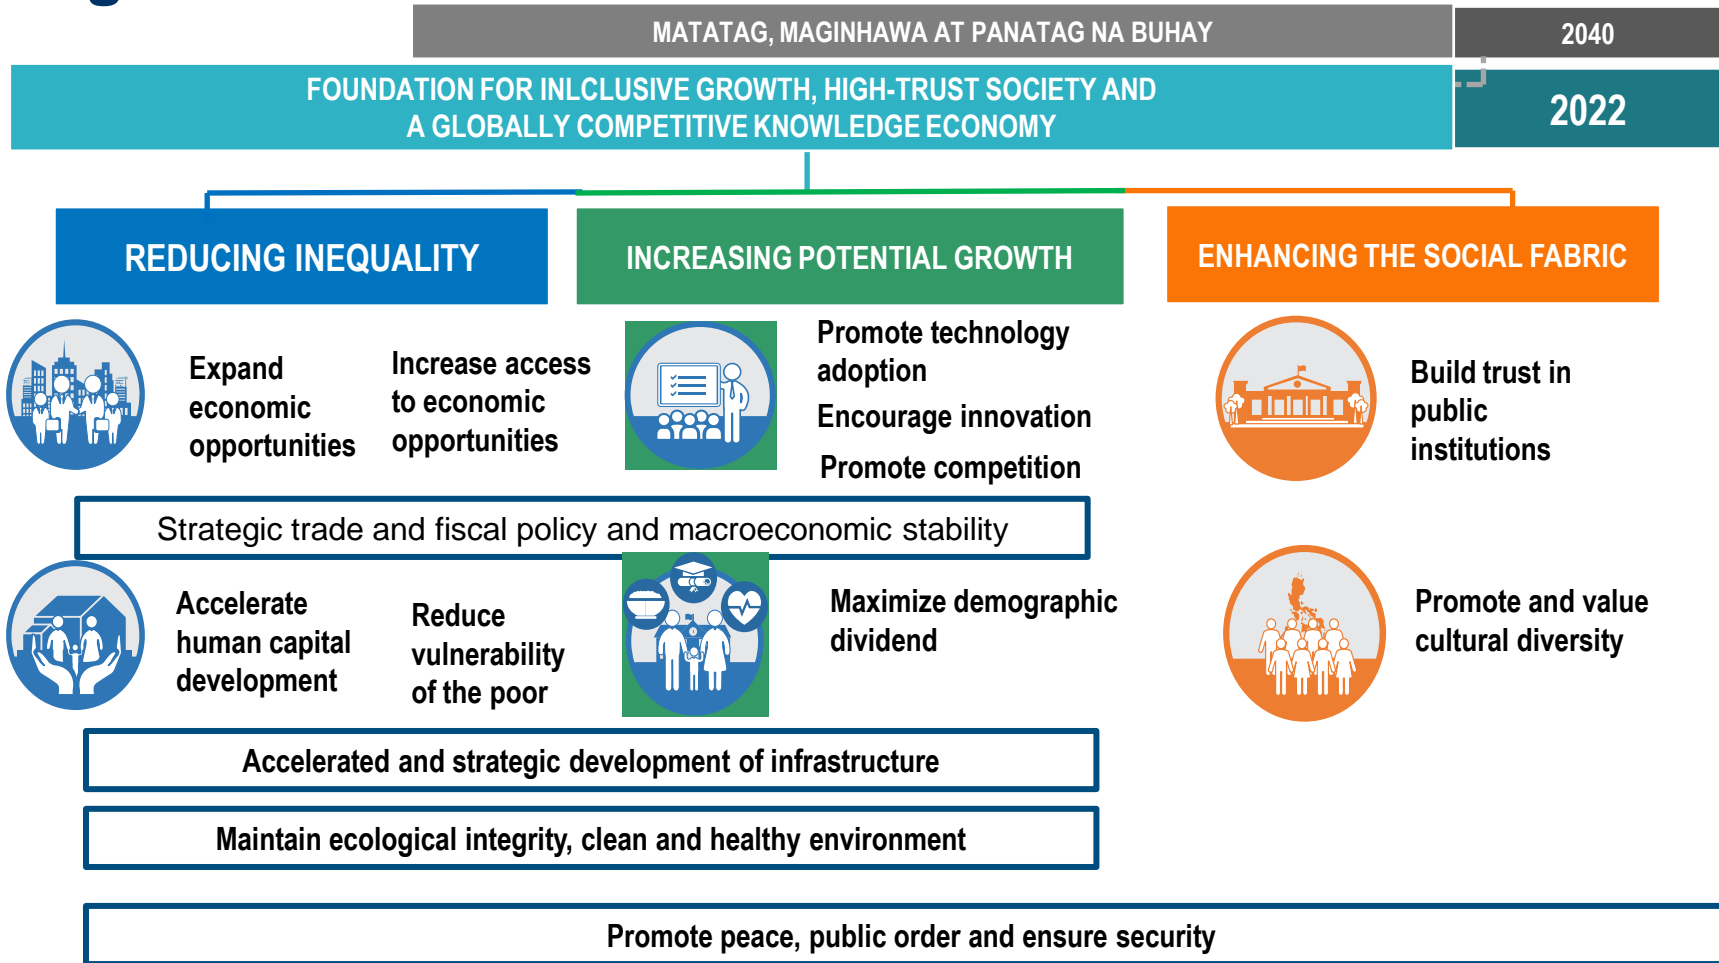 g
MATATAG, MAGINHAWA AT PANATAG NA BUHAY
2040
FOUNDATION FOR INLCLUSIVE GROWTH, HIGH-TRUST SOCIETY AND
A GLOBALLY COMPETITIVE KNOWLEDGE ECONOMY
2022
REDUCING INEQUALITY
INCREASING POTENTIAL GROWTH
ENHANCING THE SOCIAL FABRIC
Expand
economic
opportunities
Increase access
to economic
opportunities
Promote technology
adoption
Encourage innovation
Promote competition
Build trust in
public
institutions
Strategic trade and fiscal policy and macroeconomic stability
Accelerate
human capital
development
Reduce
vulnerability
of the poor
Maximize demographic
dividend
Promote and value
cultural diversity
Accelerated and strategic development of infrastructure
Maintain ecological integrity, clean and healthy environment
Promote peace, public order and ensure security